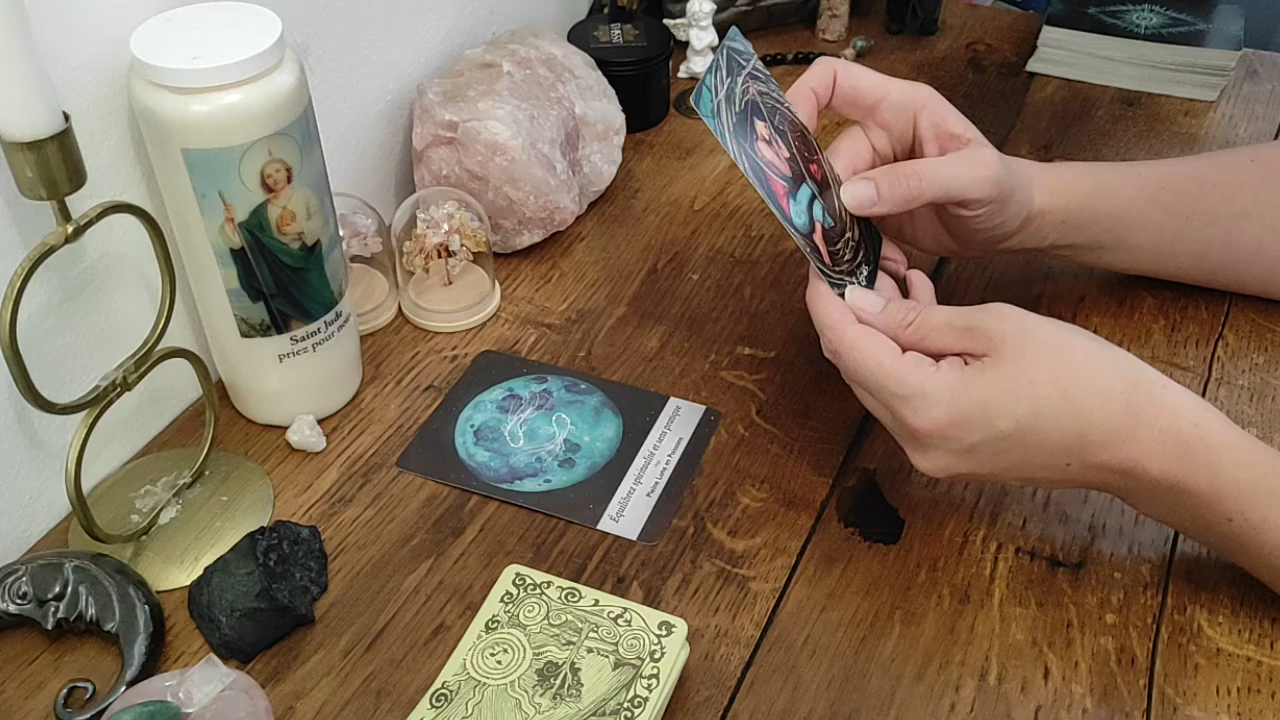 Saint Jude
priez pour nous
Équilibrez spiritualité et sens pratique
Pleine Lune en Poissons